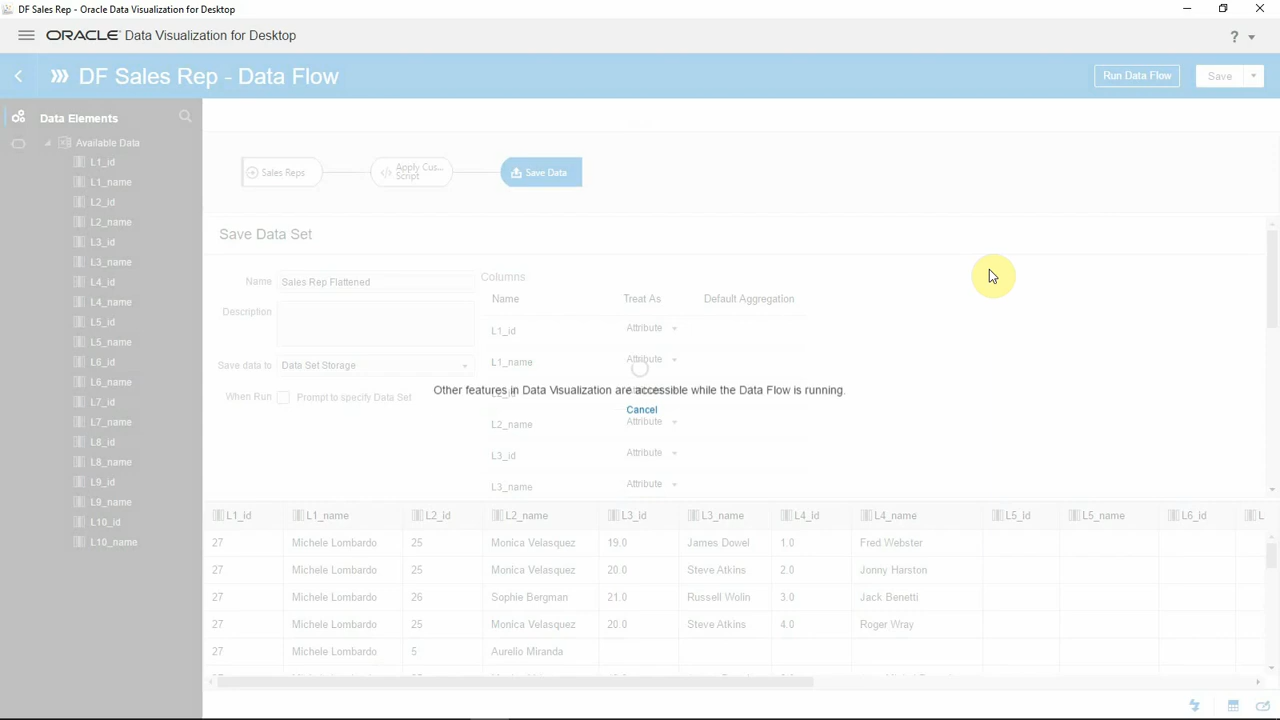 DF Sales Rep - Oracle Data Visualization for Desktop
ORACLE Data Visualization for Desktop
?
DF Sales Rep - Data Flow
Run Data Flow
Save
Data Elements
Available Data
L1_id
L1_name
L2_id
L2_name
L3_id
L3_name
L4_id
L4_name
L5_id
L5_name
L6_id
L6_name
L7_id
L7_name
L8_id
L8_name
L9_id
L9_name
L10_id
L10_name
Sales Reps
Apply Cus...
Script
Save Data
Save Data Set
Name Sales Rep Flattened
Description
Save data to Data Set Storage
When Run Prompt to specify Data Set
Columns
Name Treat As Default Aggregation
L1_id Attribute
L1_name Attribute
Other features in Data Visualization are accessible while the Data Flow is running.
Cancel
L2_name Attribute
L3_id Attribute
L3_name Attribute
L1_id L1_name L2_id L2_name L3_id L3_name L4_id L4_name L5_id L5_name L6_id L
27 Michele Lombardo 25 Monica Velasquez 19.0 James Dowel 1.0 Fred Webster
27 Michele Lombardo 25 Monica Velasquez 20.0 Steve Atkins 2.0 Jonny Harston
27 Michele Lombardo 26 Sophie Bergman 21.0 Russell Wolin 3.0 Jack Benetti
27 Michele Lombardo 25 Monica Velasquez 20.0 Steve Atkins 4.0 Roger Wray
27 Michele Lombardo 5 Aurelio Miranda